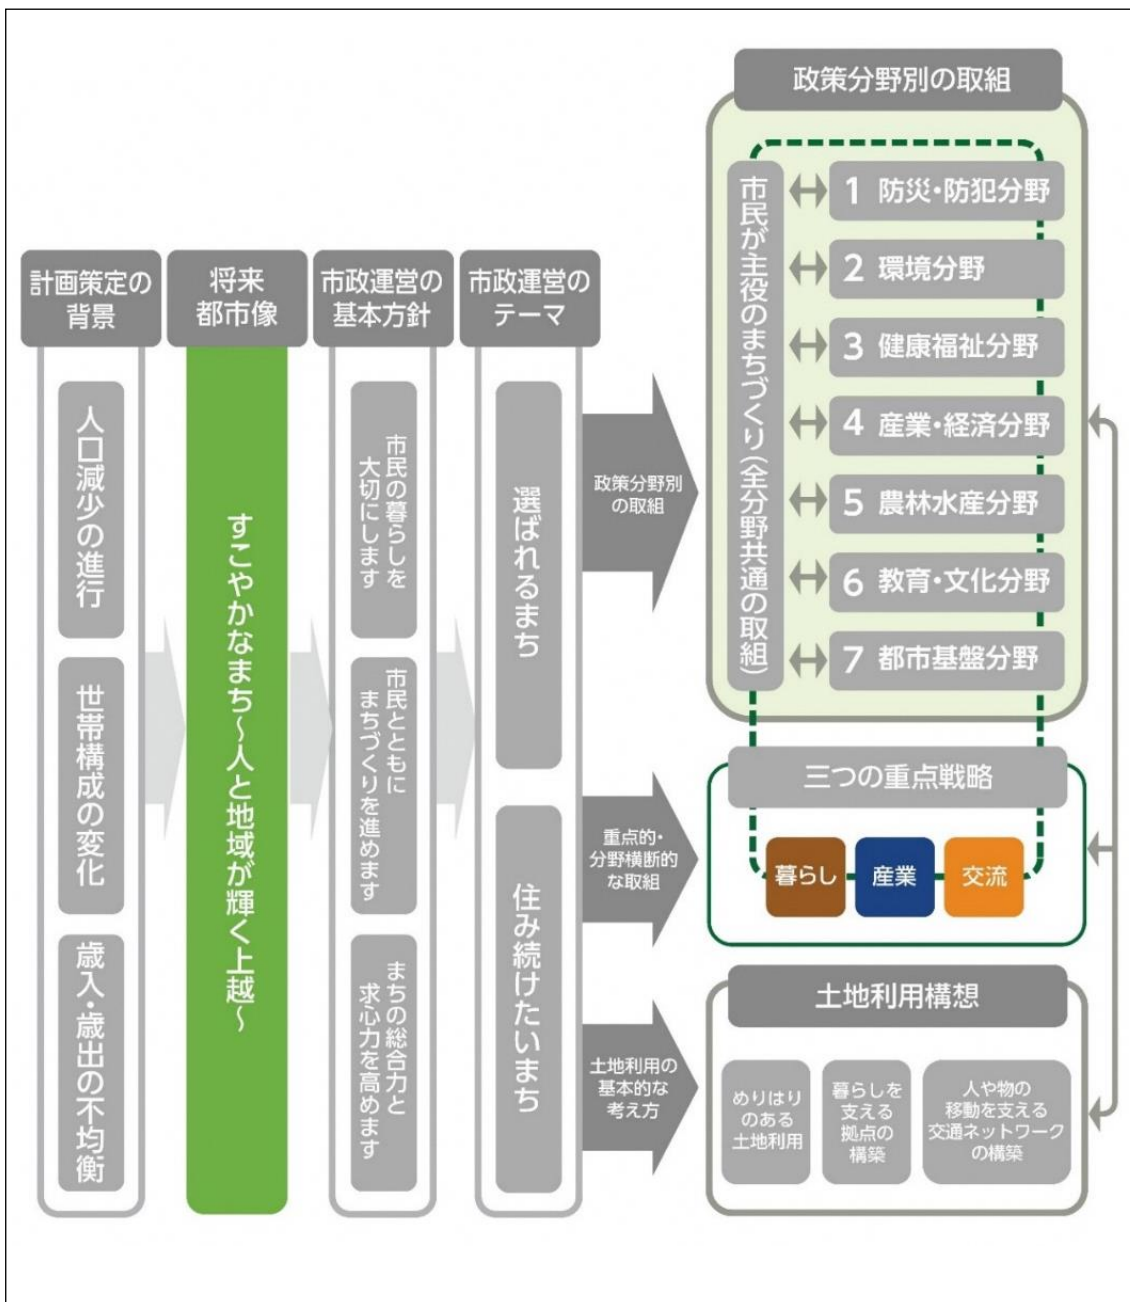 計画策定の
背景
人口減少の進行
世帯構成の変化
歳入・歳出の不均衡
将来
都市像
すこやかなまち～人と地域が輝く上越～
市政運営の
基本方針
市民の暮らしを
大切にします
市民とともに
まちづくりを進めます
まちの総合力と
求心力を高めます
市政運営の
テーマ
選ばれるまち
住み続けたいまち
政策分野別
の取組
重点的・
分野横断的
な取組
土地利用の
基本的な
考え方
政策分野別の取組
市民が主役のまちづくり(全分野共通の取組)
1 防災・防犯分野
2 環境分野
3 健康福祉分野
4 産業・経済分野
5 農林水産分野
6 教育・文化分野
7 都市基盤分野
三つの重点戦略
暮らし
産業
交流
土地利用構想
めりはり
のある
土地利用
暮らしを
支える
拠点の
構築
人や物の
移動を支える
交通ネットワーク
の構築